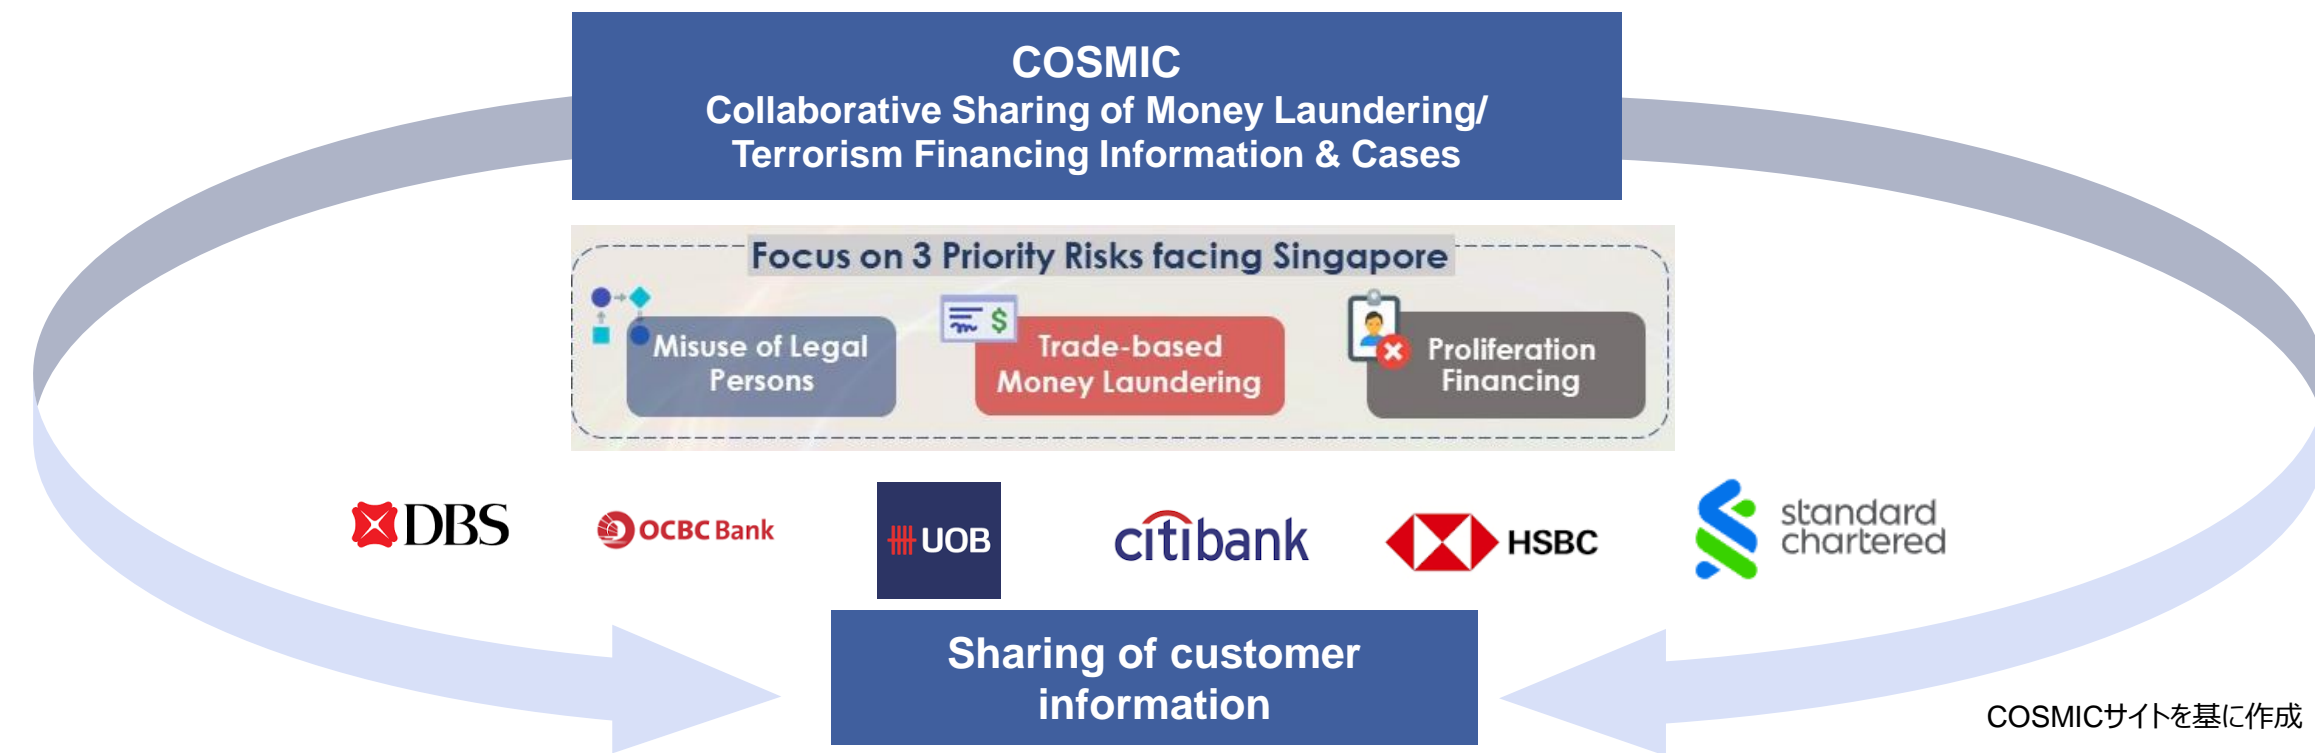 COSMIC
Collaborative Sharing of Money Laundering/
Terrorism Financing Information & Cases
Focus on 3 Priority Risks facing Singapore
Misuse of Legal
Persons
Trade-based
Money Laundering
Proliferation
Financing
DBS
OCBC Bank
UOB
citibank
HSBC
standard
chartered
Sharing of customer
information
COSMICサイトを基に作成